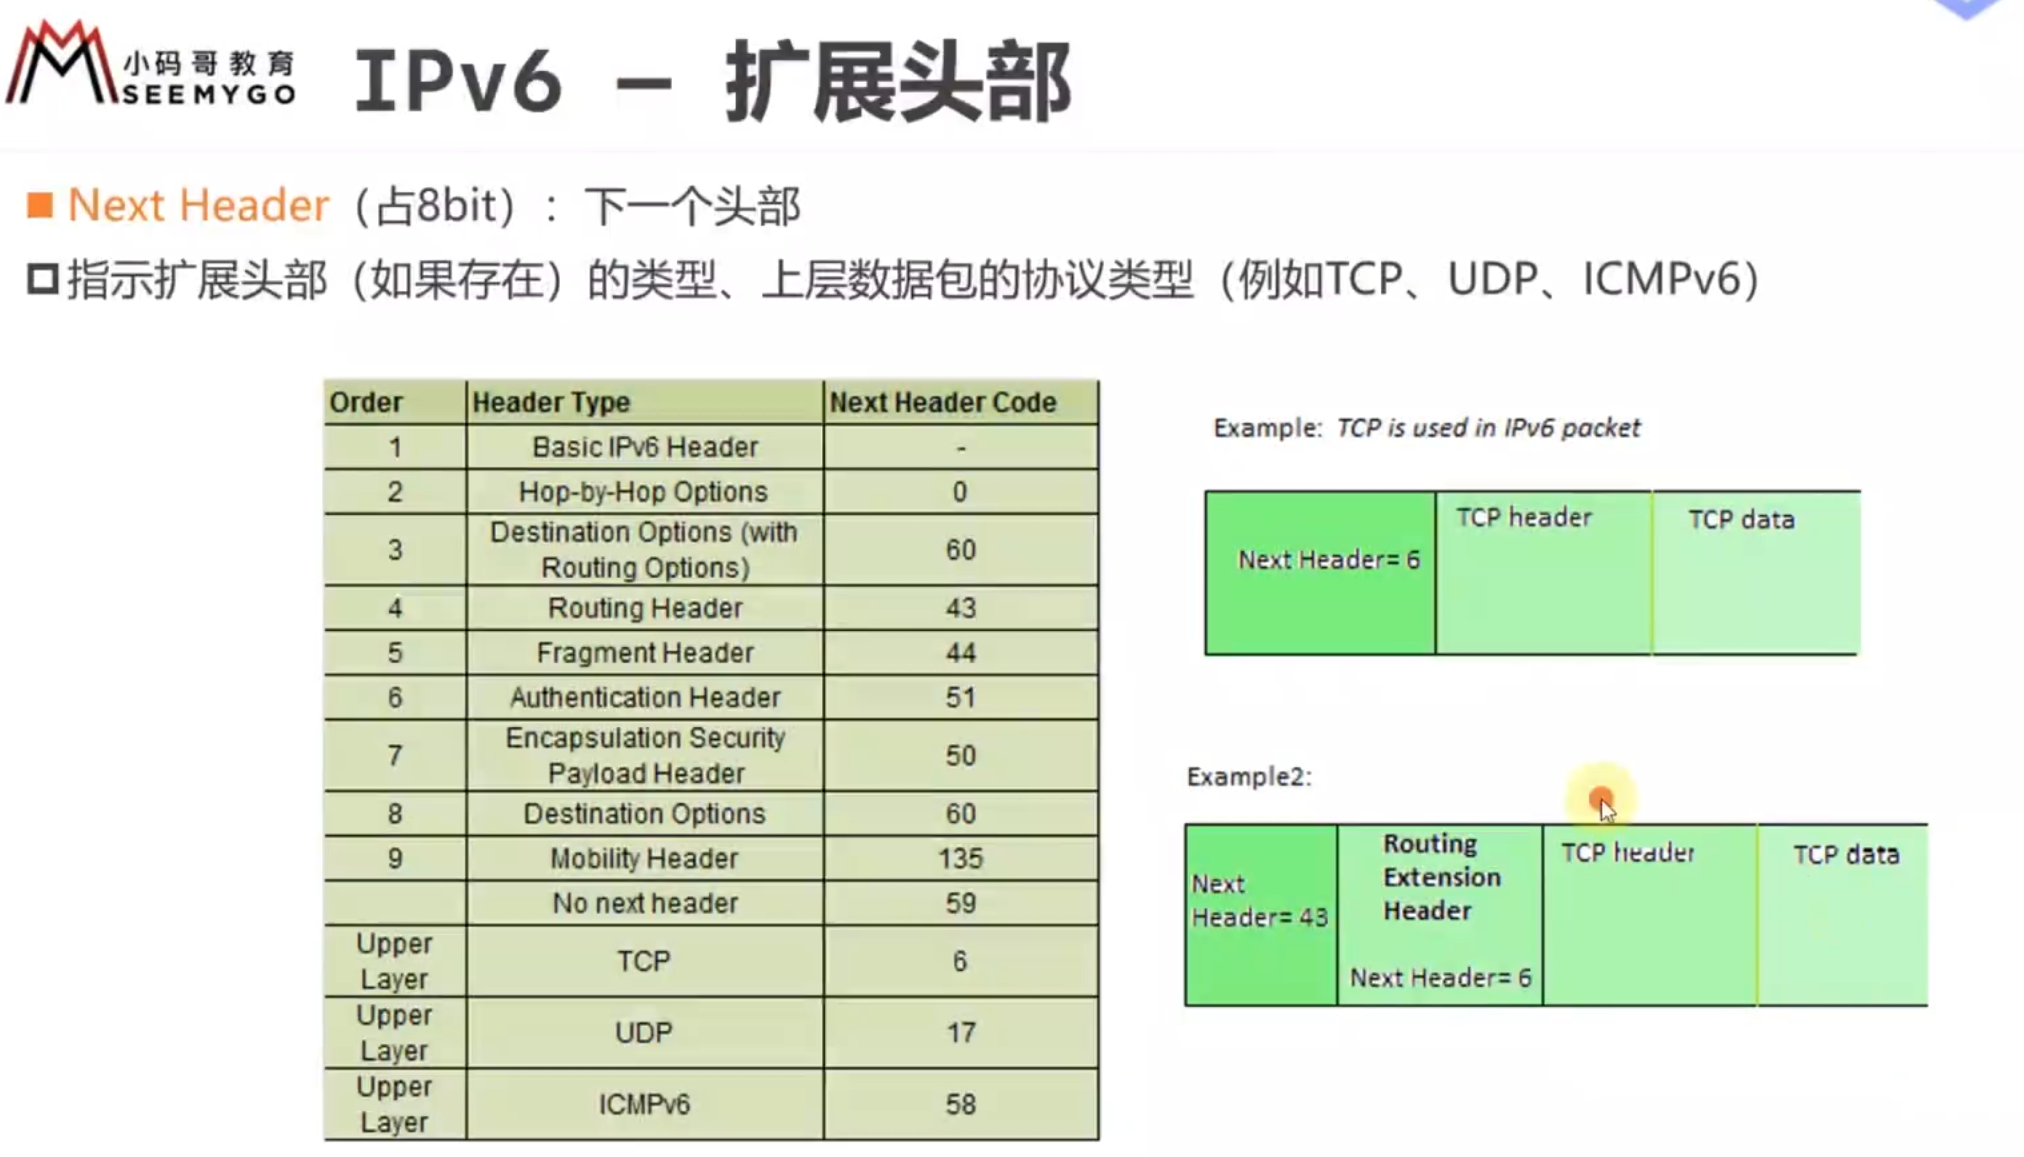 小码哥教育
SEEMYGO
IPv6 – 扩展头部
Next Header（占8bit）：下一个头部
指示扩展头部（如果存在）的类型、上层数据包的协议类型（例如TCP、UDP、ICMPv6）
Order Header Type Next Header Code
1 Basic IPv6 Header -
2 Hop-by-Hop Options 0
3 Destination Options (with Routing Options) 60
4 Routing Header 43
5 Fragment Header 44
6 Authentication Header 51
7 Encapsulation Security Payload Header 50
8 Destination Options 60
9 Mobility Header 135
No next header 59
Upper Layer TCP 6
Upper Layer UDP 17
Upper Layer ICMPv6 58
Example: TCP is used in IPv6 packet
Next Header= 6
TCP header
TCP data
Example2:
Next
Header= 43
Routing
Extension
Header
Next Header= 6
TCP header
TCP data